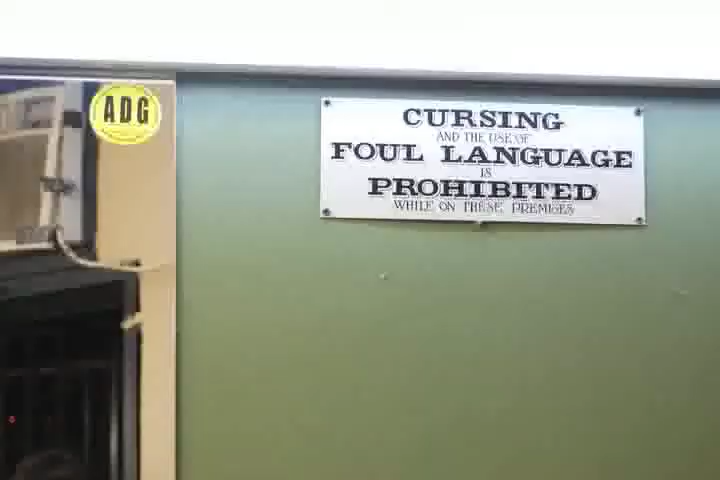 ADG
CURSING
AND THE USE OF
FOUL LANGUAGE
IS
PROHIBITED
WHILE ON THESE PREMISES